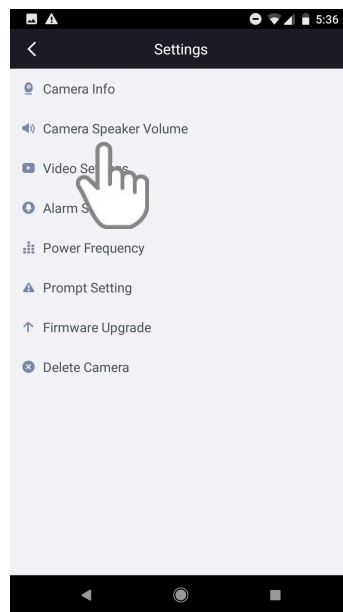 5:36
Settings
Camera Info
Camera Speaker Volume
Video
Alarm
Power Frequency
Prompt Setting
Firmware Upgrade
Delete Camera